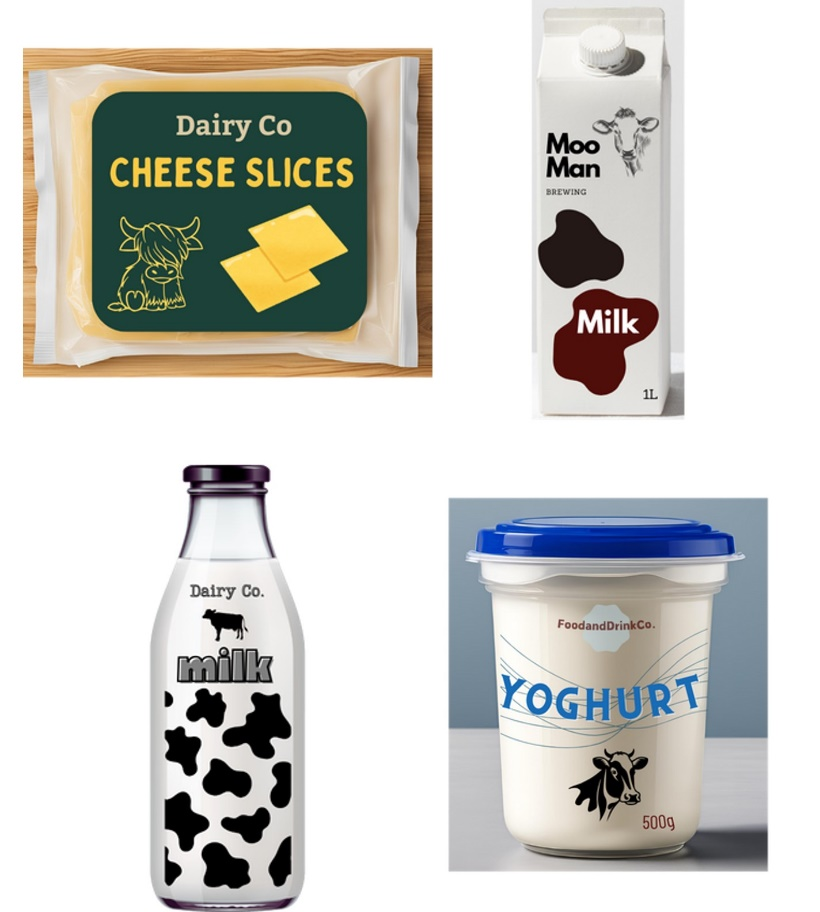 Dairy Co
CHEESE SLICES
Moo
Man
BREWING
Milk
1L
Dairy Co.
milk
FoodandDrinkCo.
YOGHURT
500g